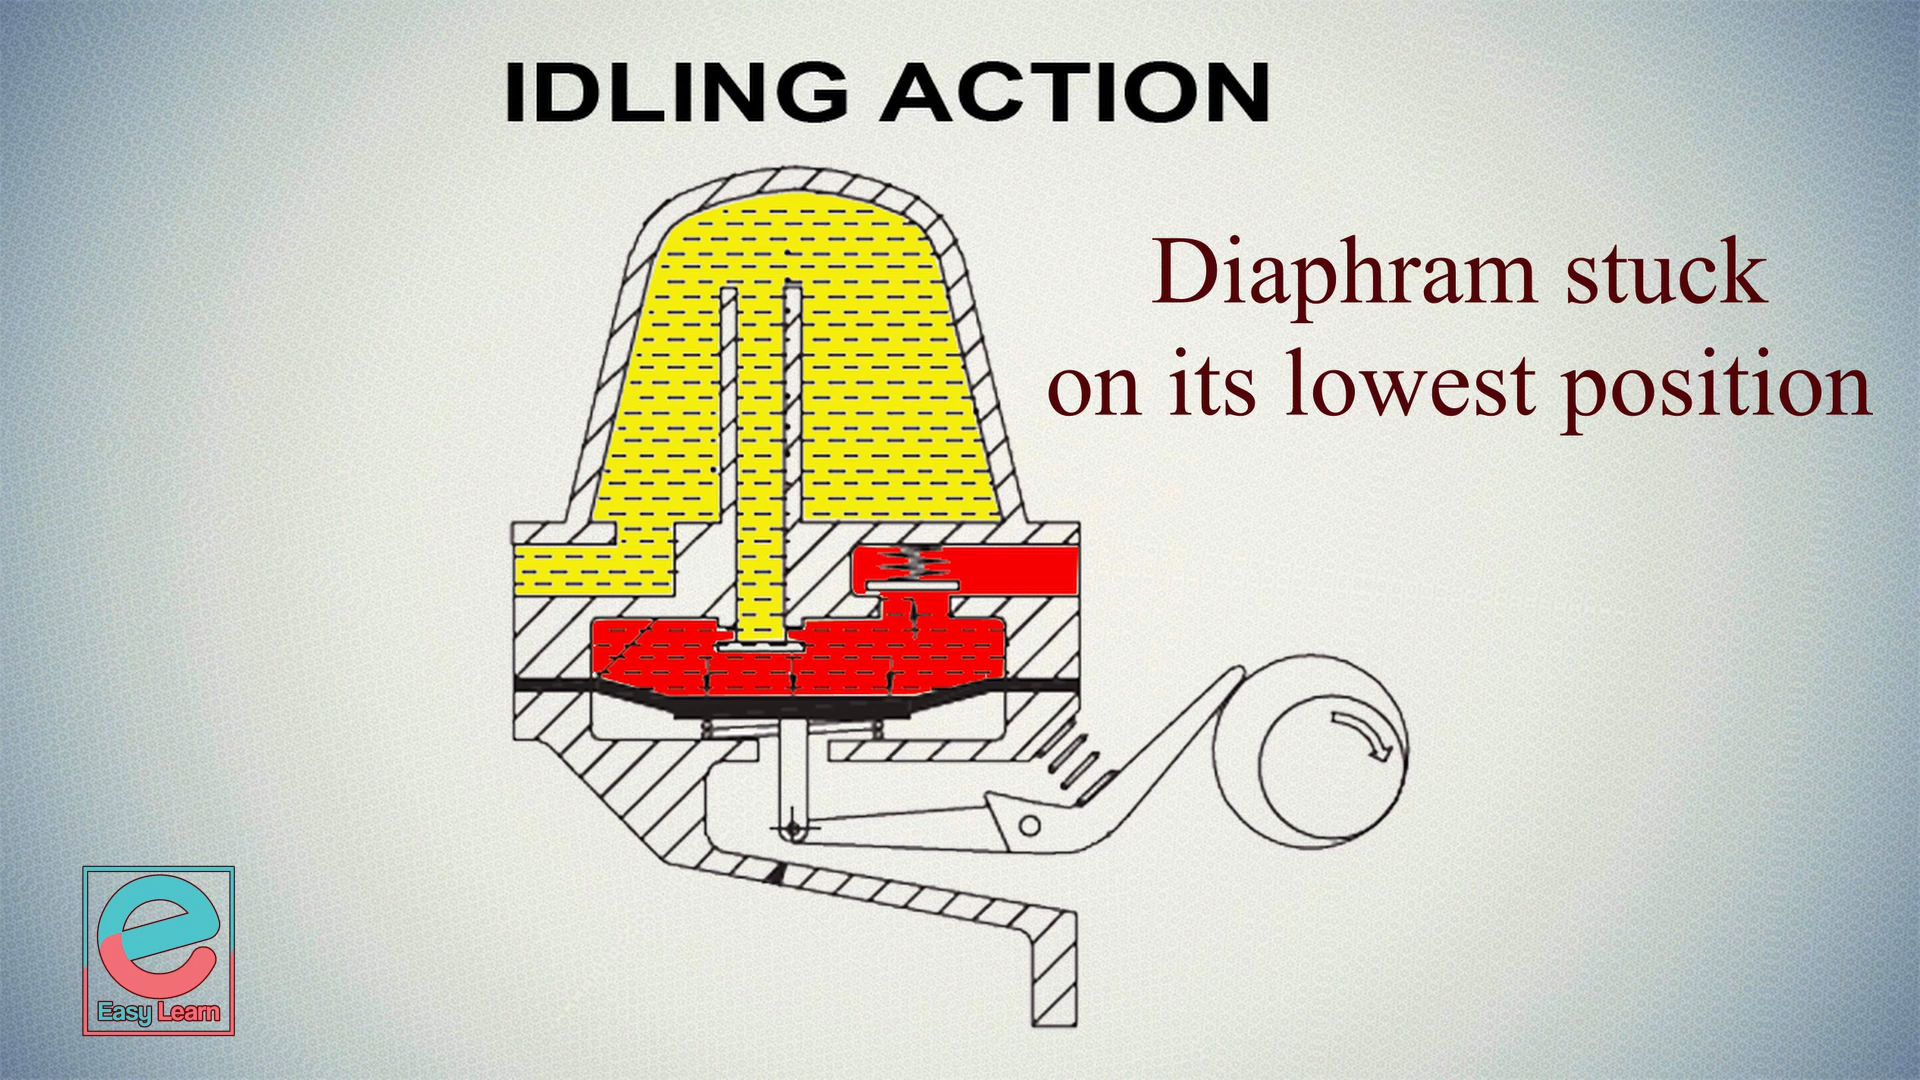 IDLING ACTION
Diaphram stuck
on its lowest position
e
Easy Learn